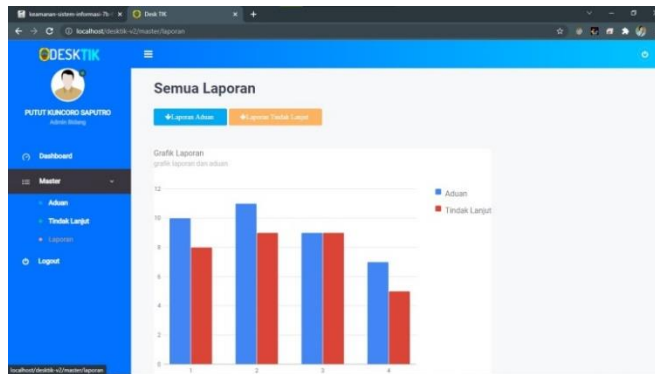 keamanan-sistem-informasi-7b
Desk TIK
localhost/desktik-v2/master/laporan
DESKTIK
PUTUT KUNCORO SAPUTRO
Admin Bidang
Dashboard
Master
Aduan
Tindak Lanjut
Laporan
Logout
Semua Laporan
Laporan Aduan
Laporan Tindak Lanjut
Grafik Laporan
grafik laporan dan aduan
12
10
8
6
4
2
0
1 2 3 4
Aduan
Tindak Lanjut
localhost/desktik-v2/master/laporan